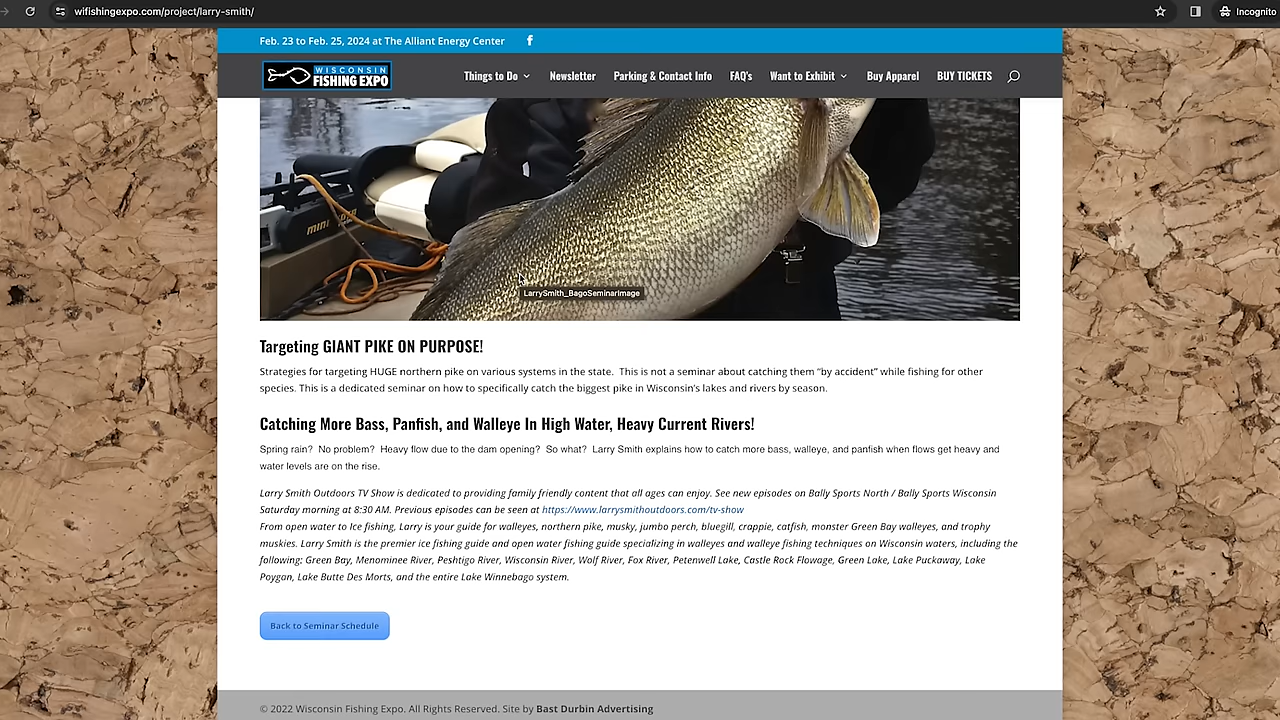 wifishingexpo.com/project/larry-smith/
Incognito
Feb. 23 to Feb. 25, 2024 at The Alliant Energy Center
WISCONSIN
FISHING EXPO
Things to Do
Newsletter
Parking & Contact Info
FAQ's
Want to Exhibit
Buy Apparel
BUY TICKETS
LarrySmith_BagoSeminarImage
Targeting GIANT PIKE ON PURPOSE!
Strategies for targeting HUGE northern pike on various systems in the state.  This is not a seminar about catching them “by accident” while fishing for other
species. This is a dedicated seminar on how to specifically catch the biggest pike in Wisconsin’s lakes and rivers by season.
Catching More Bass, Panfish, and Walleye In High Water, Heavy Current Rivers!
Spring rain?  No problem?  Heavy flow due to the dam opening?  So what?  Larry Smith explains how to catch more bass, walleye, and panfish when flows get heavy and
water levels are on the rise.
Larry Smith Outdoors TV Show is dedicated to providing family friendly content that all ages can enjoy. See new episodes on Bally Sports North / Bally Sports Wisconsin
Saturday morning at 8:30 AM. Previous episodes can be seen at https://www.larrysmithoutdoors.com/tv-show
From open water to Ice fishing, Larry is your guide for walleyes, northern pike, musky, jumbo perch, bluegill, crappie, catfish, monster Green Bay walleyes, and trophy
muskies. Larry Smith is the premier ice fishing guide and open water fishing guide specializing in walleyes and walleye fishing techniques on Wisconsin waters, including the
following: Green Bay, Menominee River, Peshtigo River, Wisconsin River, Wolf River, Fox River, Petenwell Lake, Castle Rock Flowage, Green Lake, Lake Puckaway, Lake
Poygan, Lake Butte Des Morts, and the entire Lake Winnebago system.
Back to Seminar Schedule
© 2022 Wisconsin Fishing Expo. All Rights Reserved. Site by Bast Durbin Advertising